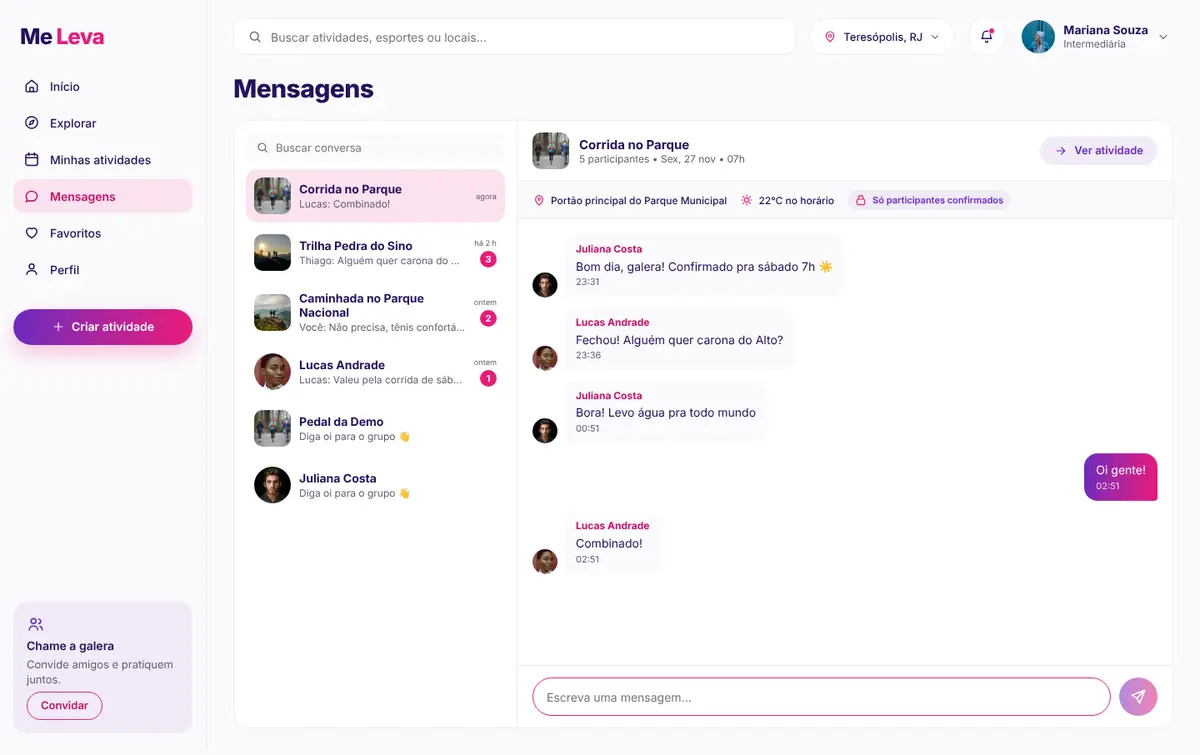 Me Leva
Início
Explorar
Minhas atividades
Mensagens
Favoritos
Perfil
+ Criar atividade
Chame a galera
Convide amigos e pratiquem
juntos.
Convidar
Buscar atividades, esportes ou locais...
Teresópolis, RJ
Mariana Souza
Intermediária
Mensagens
Buscar conversa
Corrida no Parque
agora
Lucas: Combinado!
Trilha Pedra do Sino
há 2 h
Thiago: Alguém quer carona do ...
3
Caminhada no Parque
Nacional
ontem
Você: Não precisa, tênis confortá...
2
Lucas Andrade
ontem
Lucas: Valeu pela corrida de sáb...
1
Pedal da Demo
Diga oi para o grupo 👋
Juliana Costa
Diga oi para o grupo 👋
Corrida no Parque
5 participantes • Sex, 27 nov • 07h
→ Ver atividade
Portão principal do Parque Municipal
22°C no horário
Só participantes confirmados
Juliana Costa
Bom dia, galera! Confirmado pra sábado 7h ☀️
23:31
Lucas Andrade
Fechou! Alguém quer carona do Alto?
23:36
Juliana Costa
Bora! Levo água pra todo mundo
00:51
Oi gente!
02:51
Lucas Andrade
Combinado!
02:51
Escreva uma mensagem...